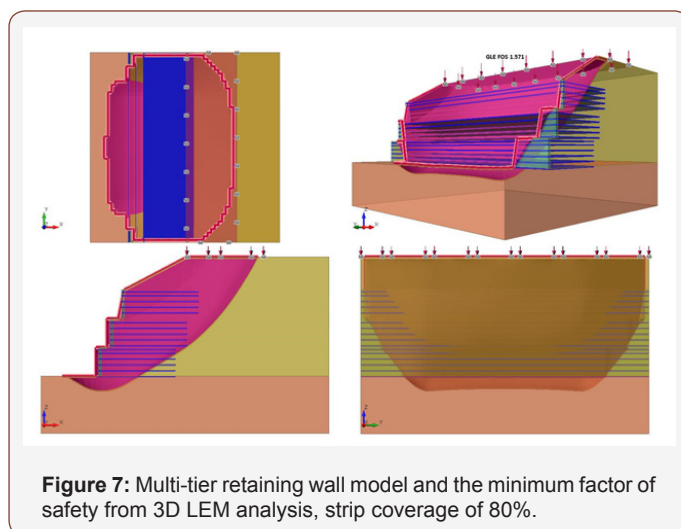 GLE FOS 1.571
Figure 7: Multi-tier retaining wall model and the minimum factor of
safety from 3D LEM analysis, strip coverage of 80%.